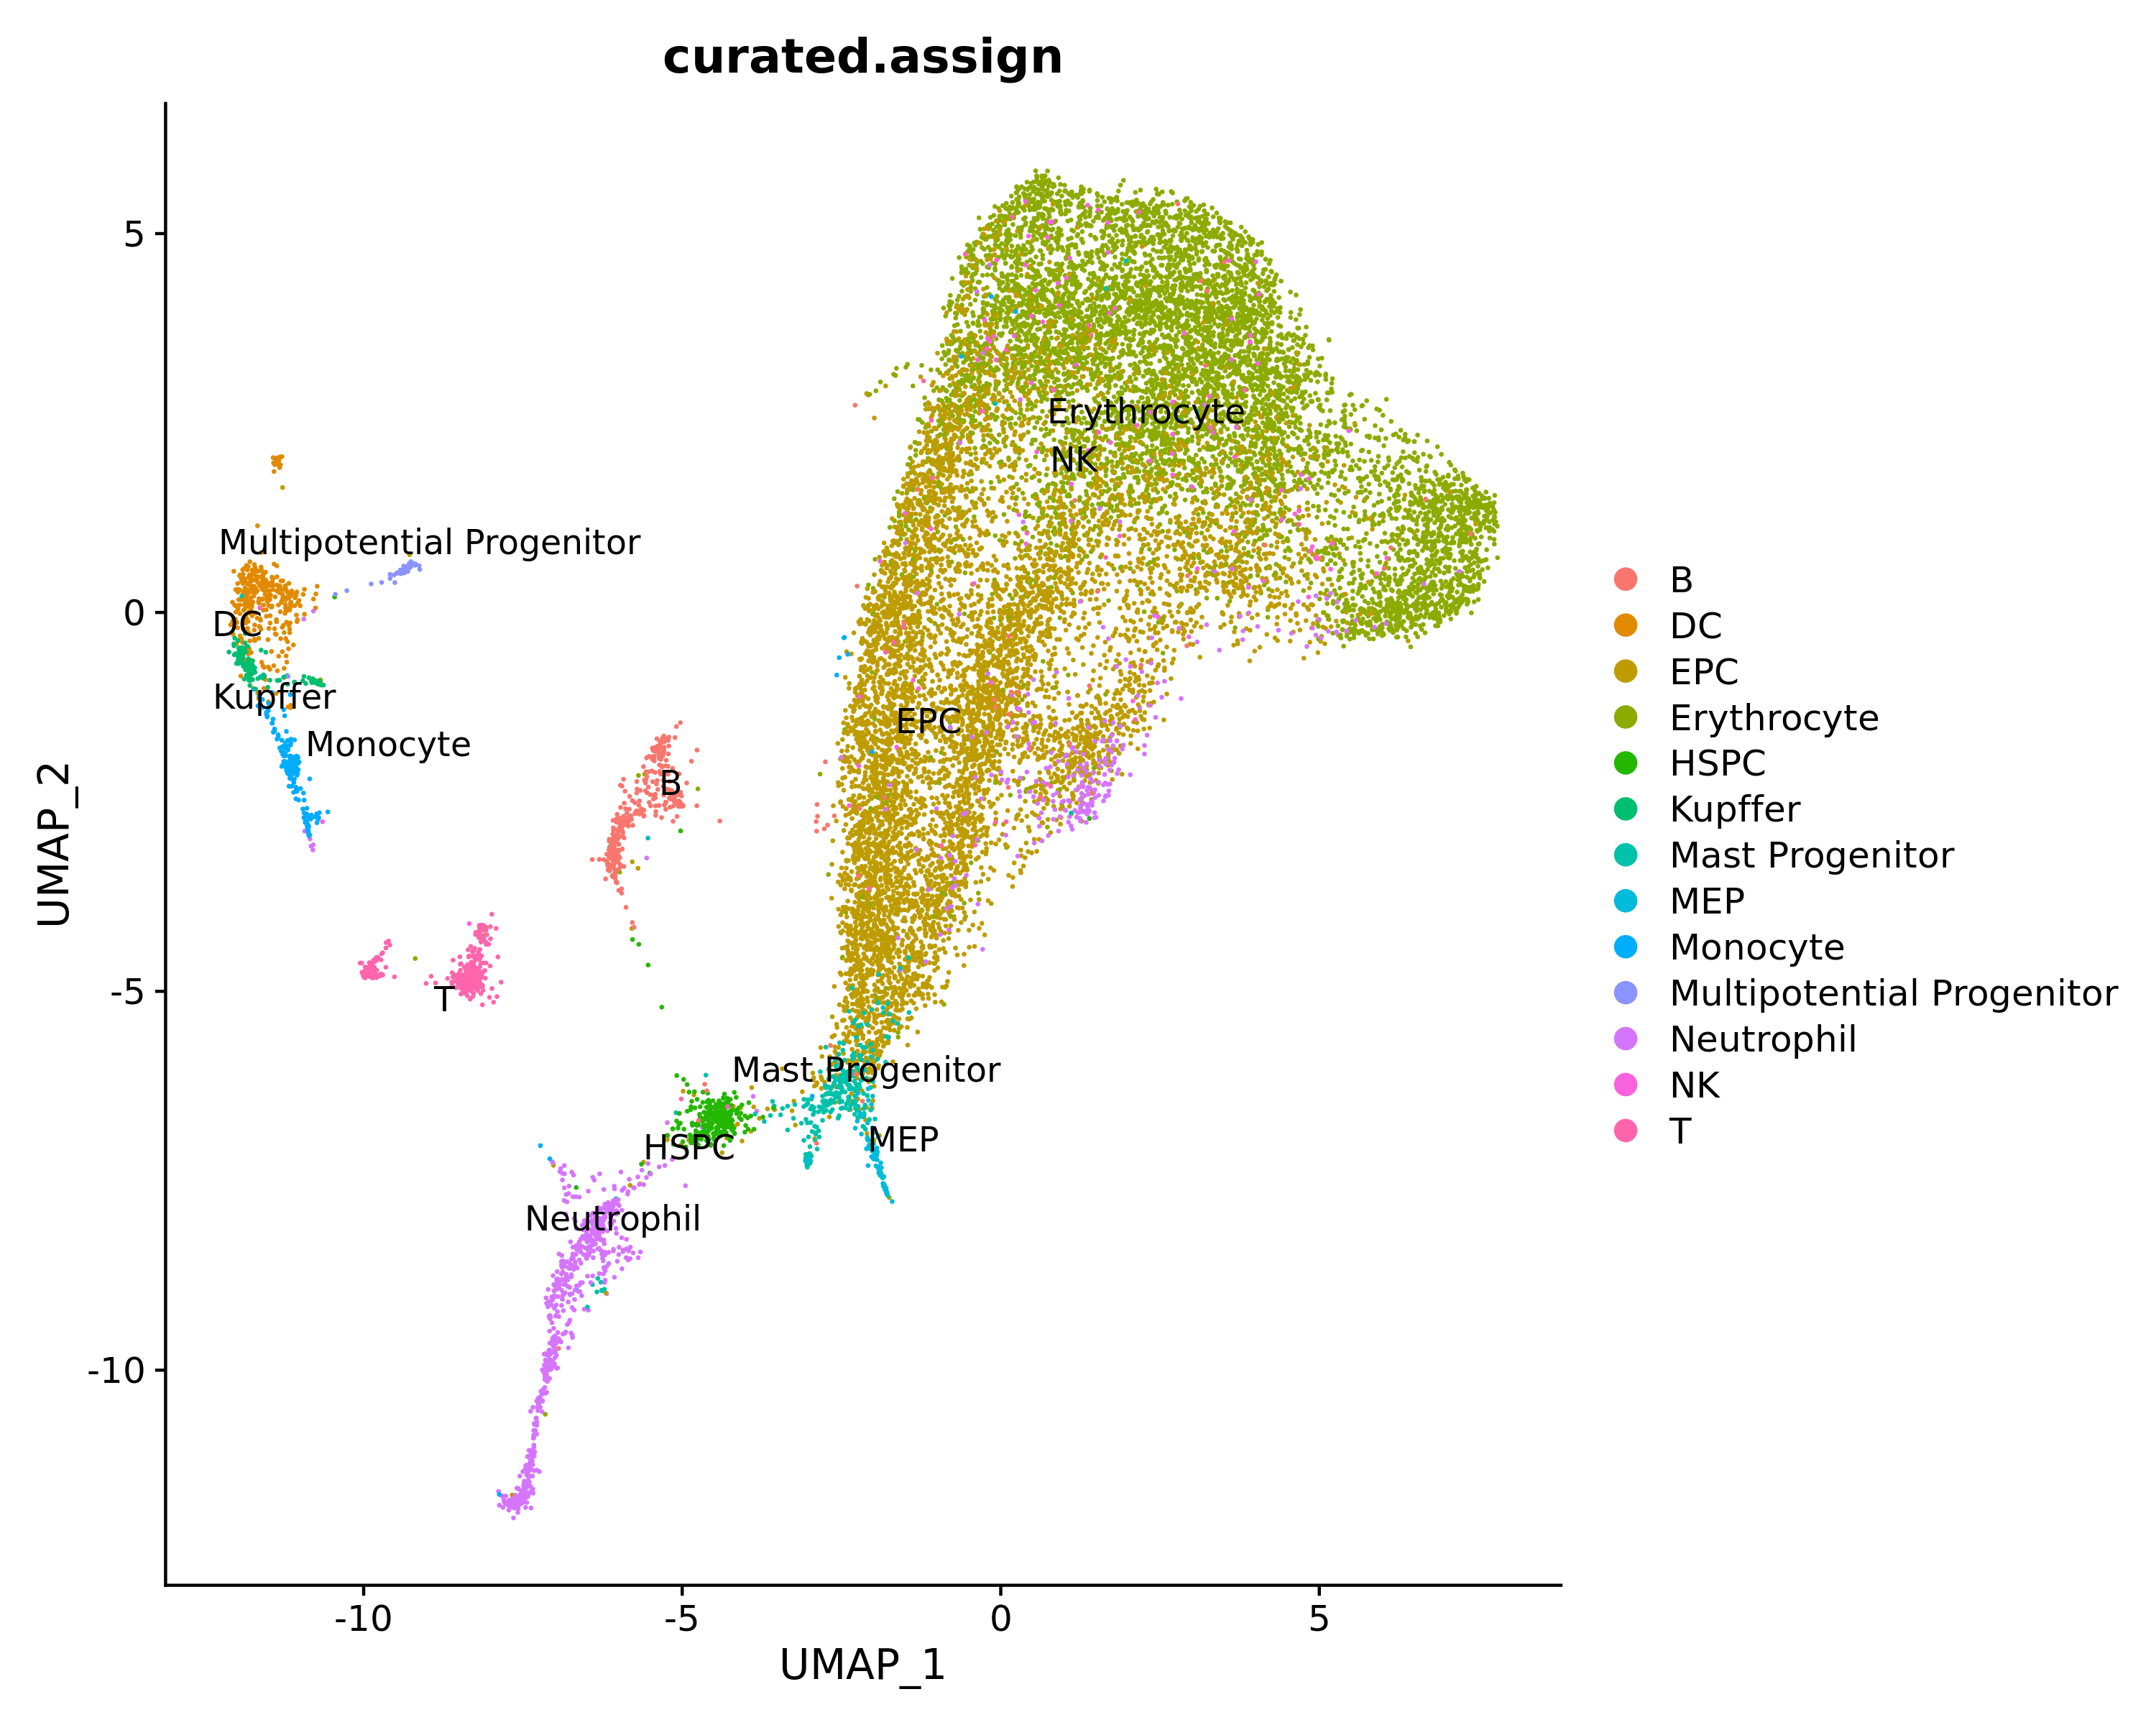 curated.assign
5
0
-5
-10
UMAP_2
Erythrocyte
NK
Multipotential Progenitor
DC
Kupffer
Monocyte
EPC
B
T
Mast Progenitor
MEP
HSPC
Neutrophil
-10
-5
0
5
UMAP_1
B
DC
EPC
Erythrocyte
HSPC
Kupffer
Mast Progenitor
MEP
Monocyte
Multipotential Progenitor
Neutrophil
NK
T